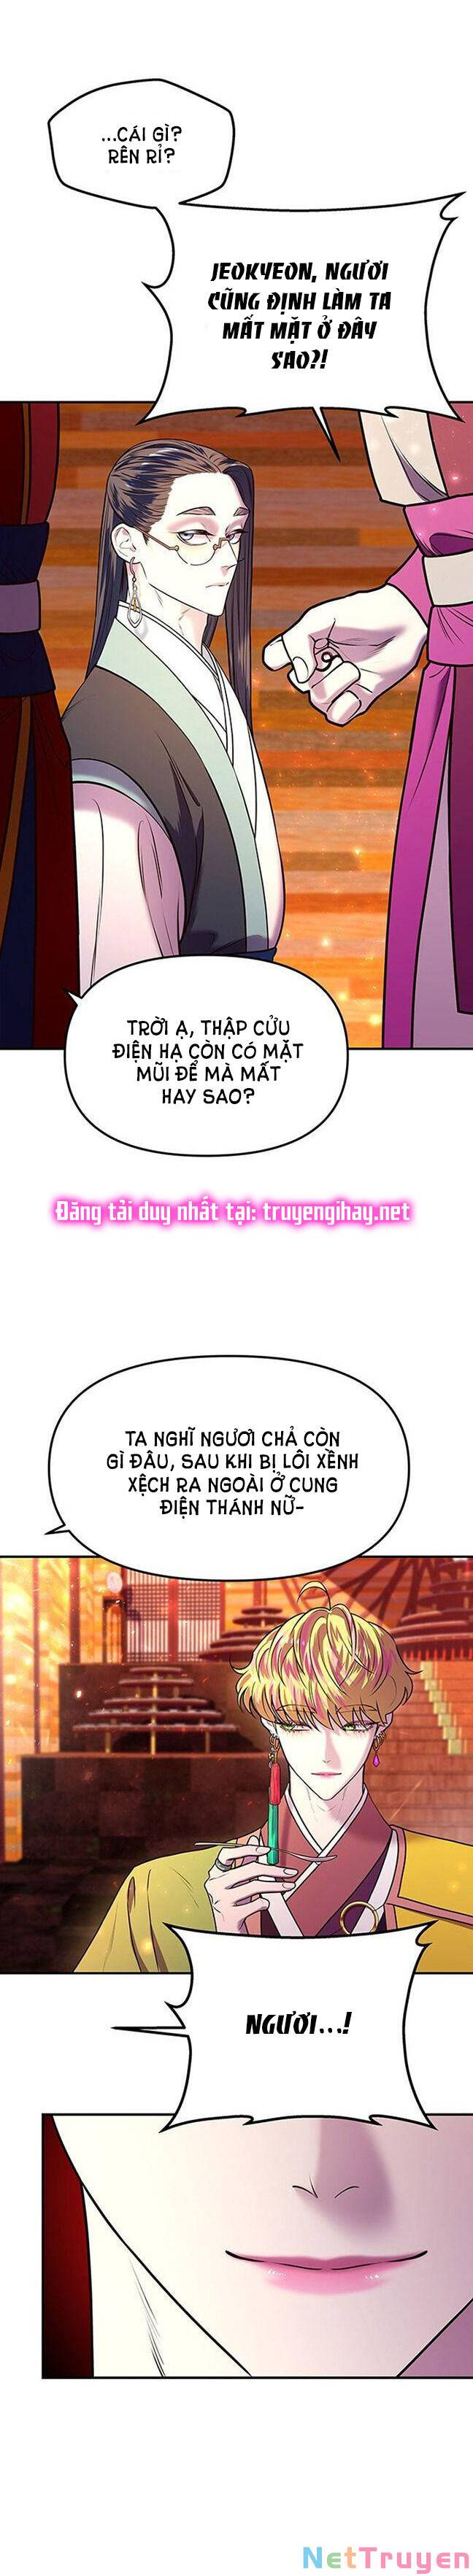 ...CÁI GÌ?
RÊN RỈ?
JEOKYEON, NGƯƠI
CŨNG ĐỊNH LÀM TA
MẤT MẶT Ở ĐÂY
SAO?!
TRỜI Ạ, THẬP CỬU
ĐIỆN HẠ CÒN CÓ MẶT
MŨI ĐỂ MÀ MẤT
HAY SAO?
Đăng tải duy nhất tại: truyengihay.net
TA NGHĨ NGƯƠI CHẢ CÒN
GÌ ĐÂU, SAU KHI BỊ LÔI XỀNH
XỆCH RA NGOÀI Ở CUNG
ĐIỆN THÁNH NỮ-
NGƯƠI...!
NETTRUYEN